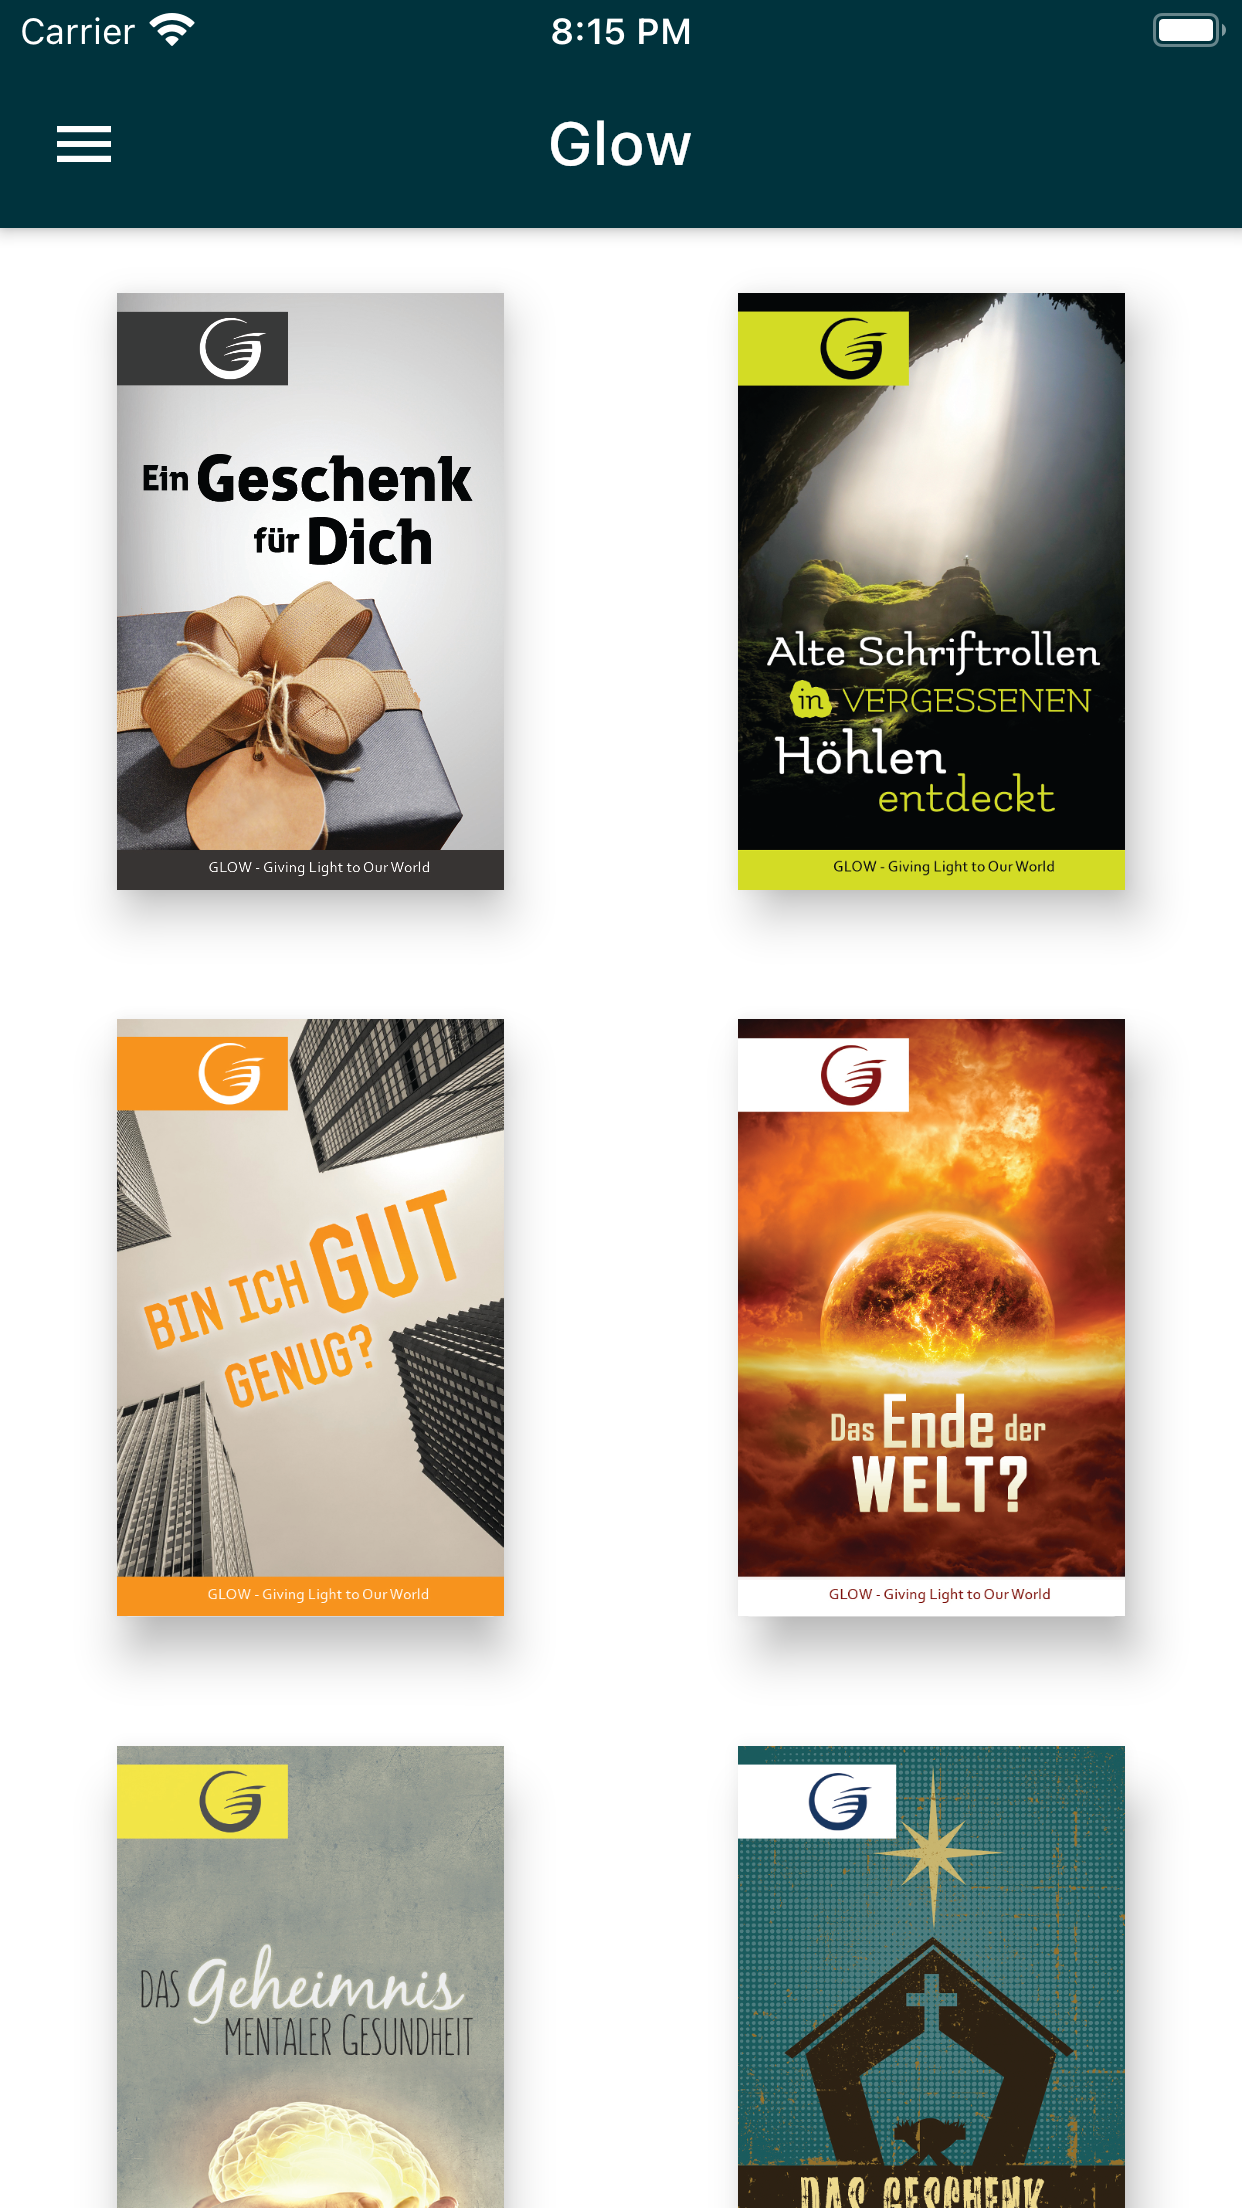 Carrier 8:15 PM
Glow
Ein Geschenk
für Dich
GLOW - Giving Light to Our World
Alte Schriftrollen
in VERGESSENEN
Höhlen
entdeckt
GLOW - Giving Light to Our World
BIN ICH GUT
GENUG?
GLOW - Giving Light to Our World
Das Ende der
WELT?
GLOW - Giving Light to Our World
DAS Geheimnis
MENTALER GESUNDHEIT
DAS GESCHENK